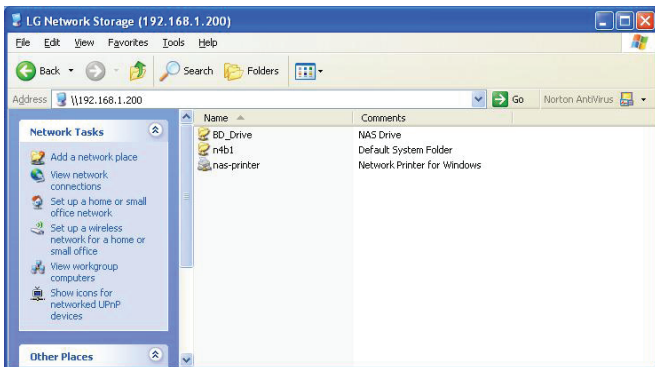 LG Network Storage (192.168.1.200)
File Edit View Favorites Tools Help
Back Search Folders
Address \\192.168.1.200 Go Norton AntiVirus
Name Comments
BD_Drive NAS Drive
n4b1 Default System Folder
nas-printer Network Printer for Windows
Network Tasks
Add a network place
View network
connections
Set up a home or small
office network
Set up a wireless
network for a home or
small office
View workgroup
computers
Show icons for
networked UPnP
devices
Other Places